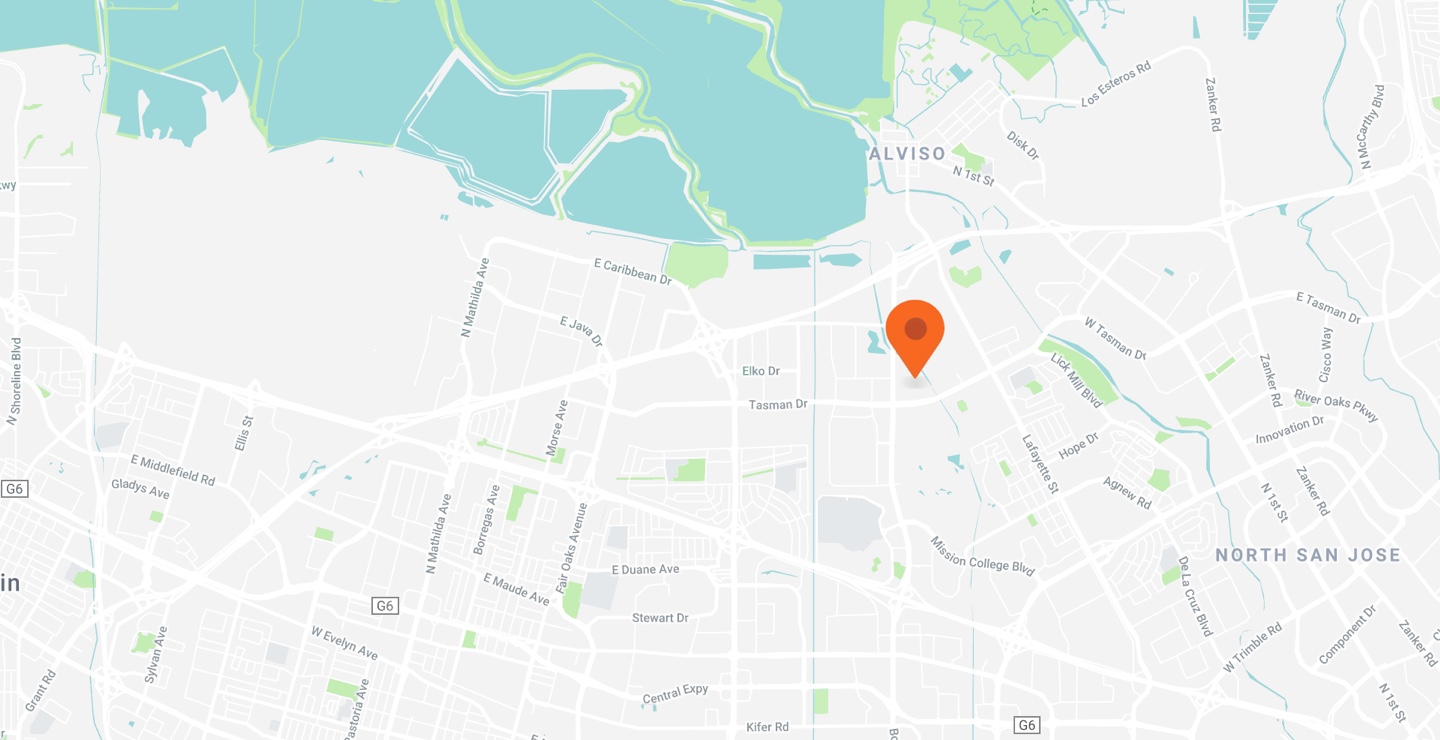 Los Esteros Rd
Zanker Rd
N McCarthy Blvd
Disk Dr
ALVISO
N 1st St
N Mathilda Ave
E Caribbean Dr
E Java Dr
E Tasman Dr
W Tasman Dr
Cisco Way
N Shoreline Blvd
Elko Dr
Lick Mill Blvd
Zanker Rd
Tasman Dr
River Oaks Pkwy
Morse Ave
Ellis St
Innovation Dr
Hope Dr
Lafayette St
E Middlefield Rd
G6
Gladys Ave
Agnew Rd
N 1st St
Zanker Rd
Borregas Ave
N Mathilda Ave
Fair Oaks Avenue
Mission College Blvd
NORTH SAN JOSE
E Duane Ave
in
E Maude Ave
De La Cruz Blvd
G6
Stewart Dr
W Evelyn Ave
Component Dr
Zanker Rd
W Trimble Rd
Sylvan Ave
Grant Rd
Central Expy
N 1st St
Kifer Rd
G6